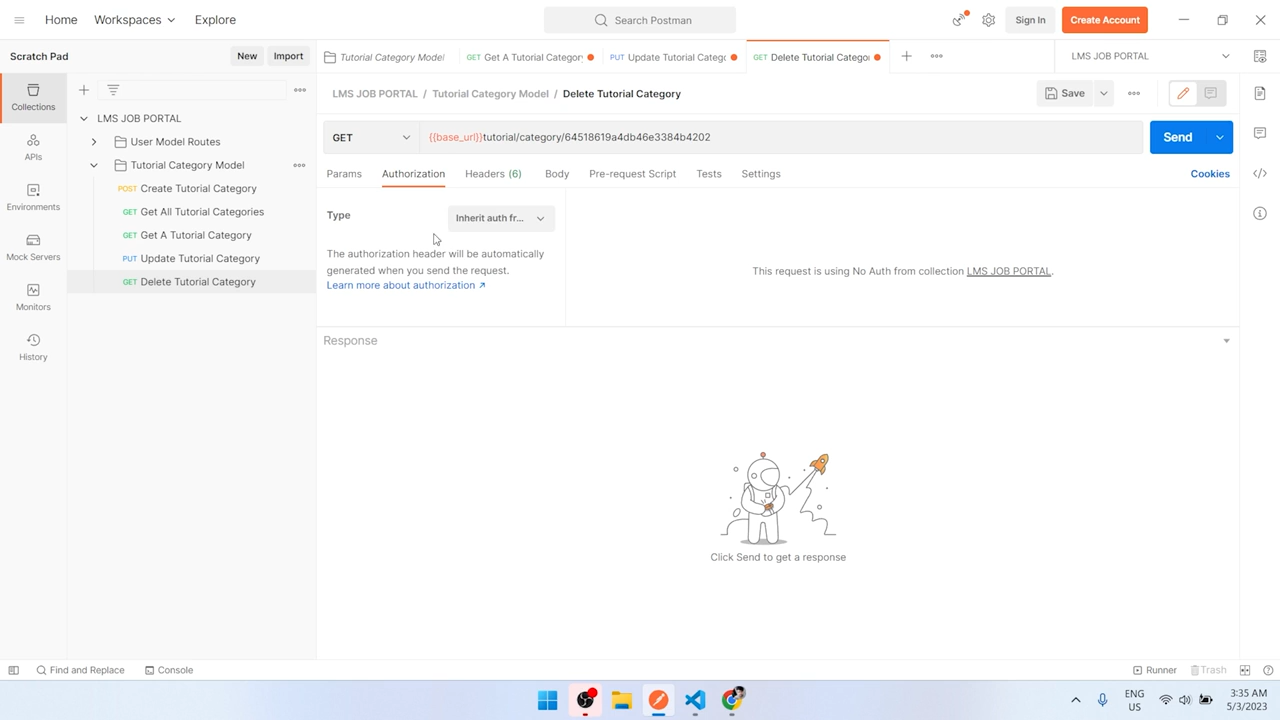 Home Workspaces Explore
Search Postman
Sign In
Create Account
Scratch Pad
New
Import
Tutorial Category Model
GET Get A Tutorial Category
PUT Update Tutorial Catego
GET Delete Tutorial Catego
LMS JOB PORTAL
Collections
APIs
Environments
Mock Servers
Monitors
History
LMS JOB PORTAL
User Model Routes
Tutorial Category Model
POST Create Tutorial Category
GET Get All Tutorial Categories
GET Get A Tutorial Category
PUT Update Tutorial Category
GET Delete Tutorial Category
LMS JOB PORTAL / Tutorial Category Model / Delete Tutorial Category
Save
GET
{{base_url}}tutorial/category/64518619a4db46e3384b4202
Send
Params Authorization Headers (6) Body Pre-request Script Tests Settings
Cookies
Type
Inherit auth fr...
The authorization header will be automatically
generated when you send the request.
Learn more about authorization ↗
This request is using No Auth from collection LMS JOB PORTAL.
Response
Click Send to get a response
Find and Replace
Console
Runner
Trash
ENG
US
3:35 AM
5/3/2023